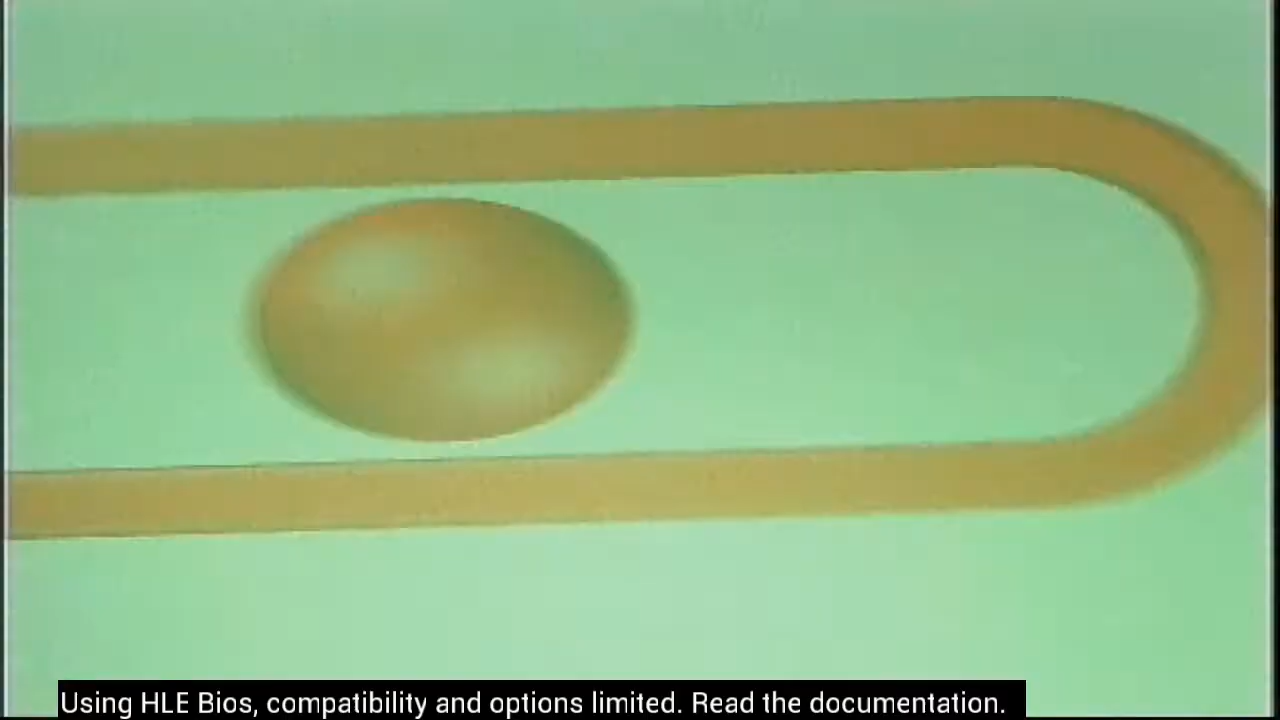 Using HLE Bios, compatibility and options limited. Read the documentation.